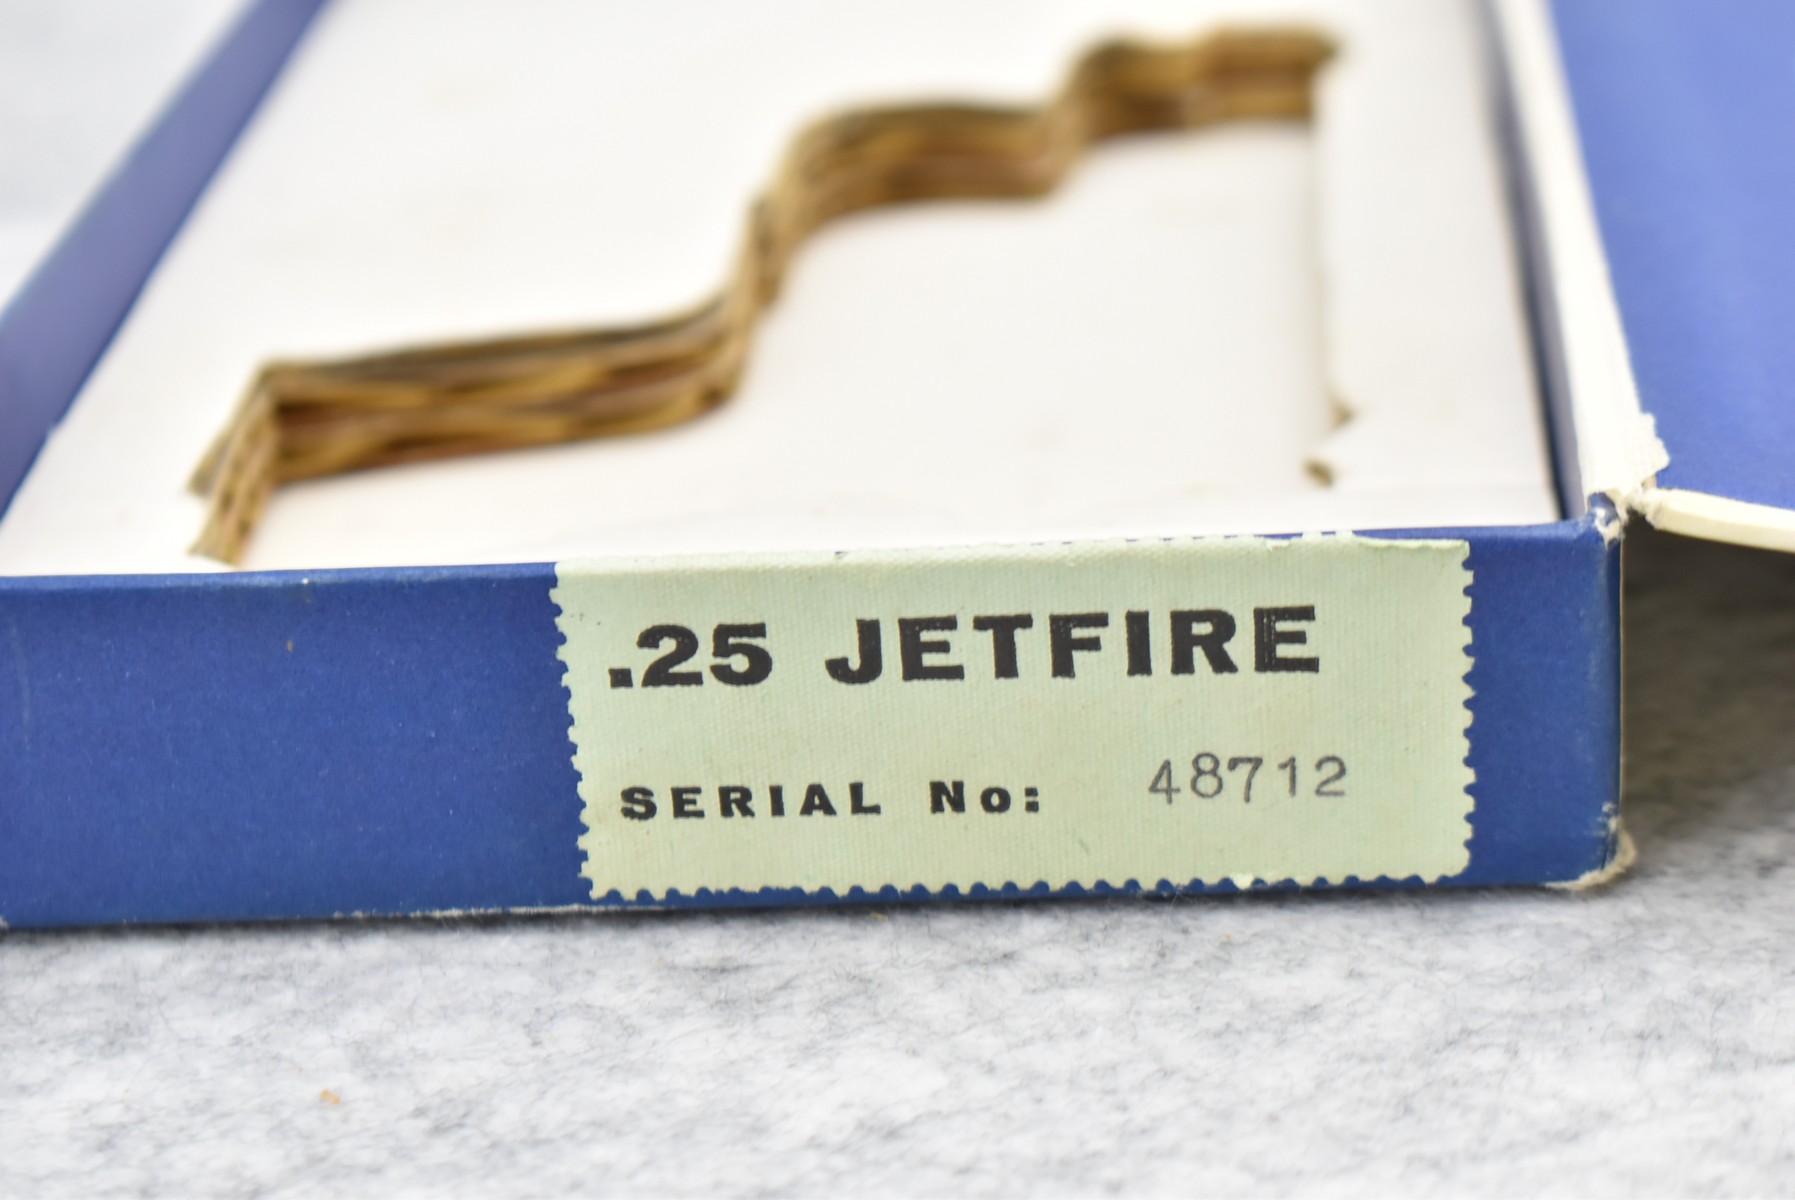 .25 JETFIRE
SERIAL No: 48712